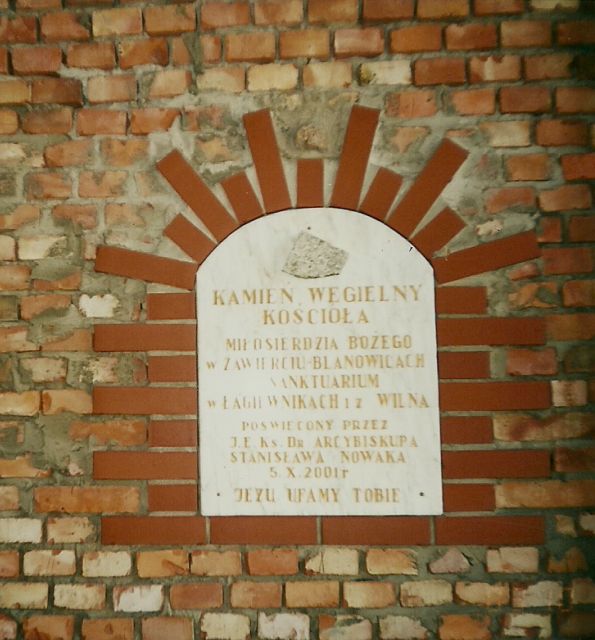 KAMIEŃ WĘGIELNY
KOŚCIOŁA
MIŁOSIERDZIA BOŻEGO
W ZAWIERCIU-BLANOWICACH
SANKTUARIUM
W ŁAGIEWNIKACH I Z WILNA
POŚWIĘCONY PRZEZ
J.E. KS. DR ARCYBISKUPA
STANISŁAWA NOWAKA
5.X.2001r
JEZU UFAMY TOBIE